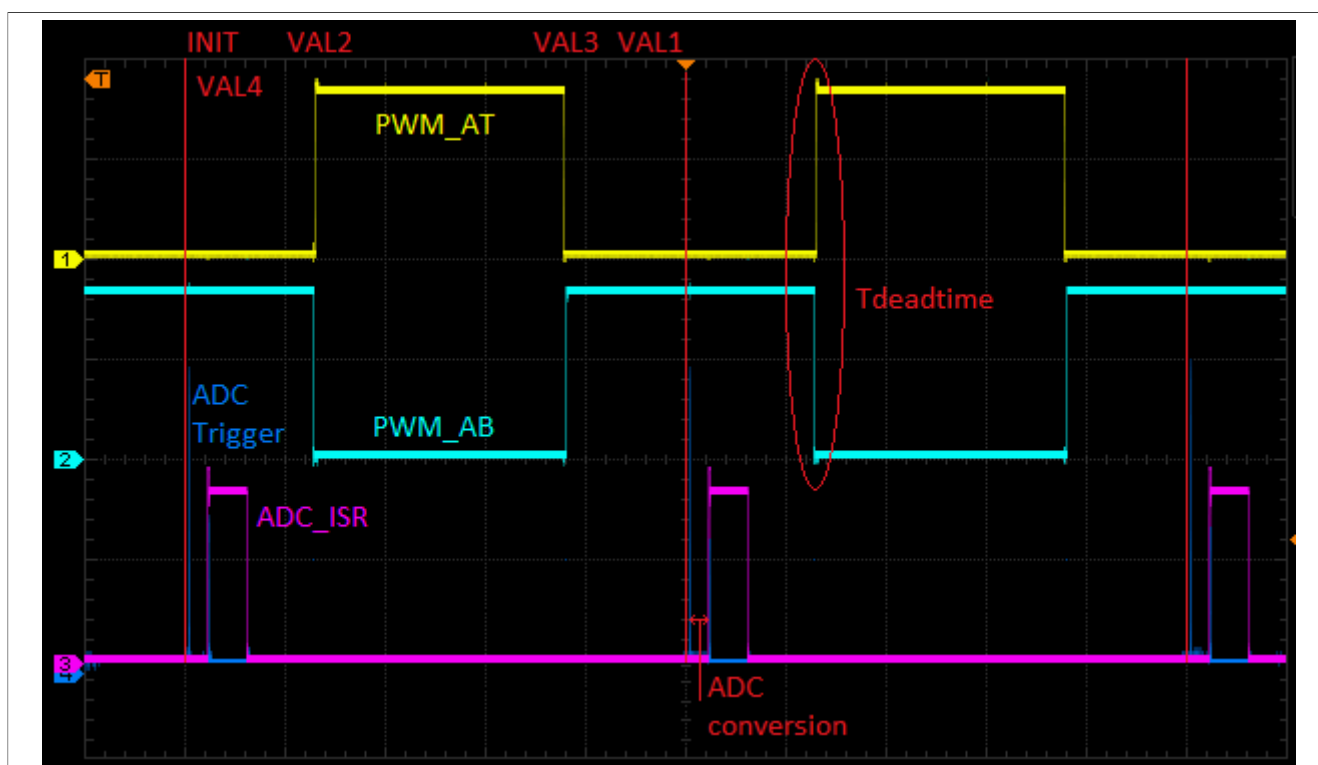 INIT VAL2 VAL3 VAL1
T
VAL4
PWM_AT
1
Tdeadtime
ADC
Trigger
PWM_AB
2
ADC_ISR
3
4
ADC
conversion